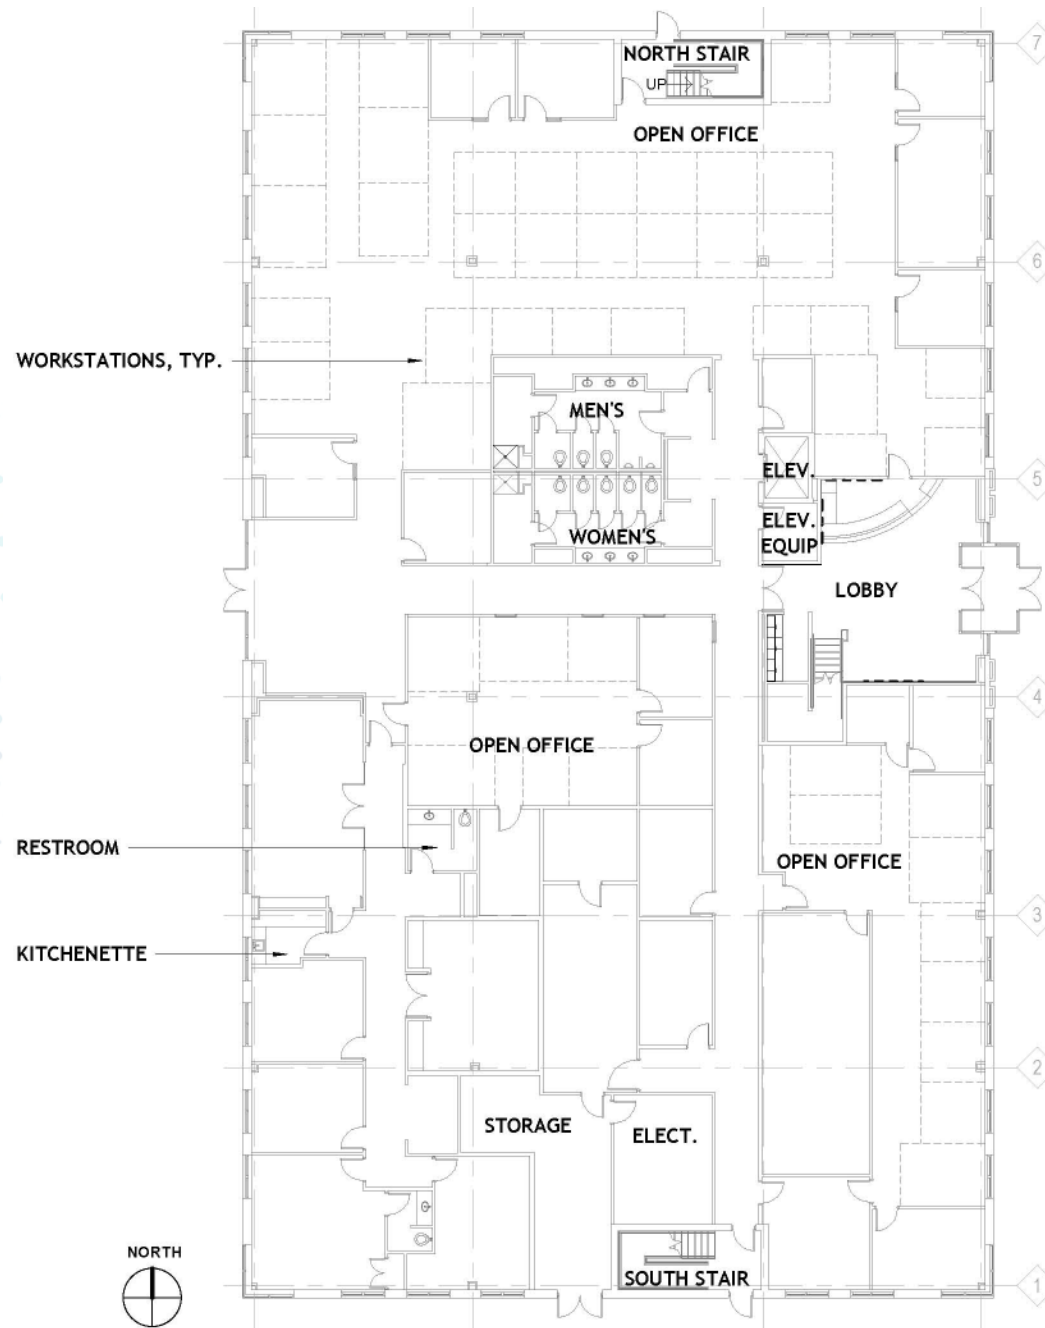 7
NORTH STAIR
UP
OPEN OFFICE
6
WORKSTATIONS, TYP.
MEN'S
ELEV.
5
ELEV.
EQUIP
WOMEN'S
LOBBY
4
OPEN OFFICE
RESTROOM
OPEN OFFICE
3
KITCHENETTE
2
STORAGE
ELECT.
NORTH
SOUTH STAIR
1